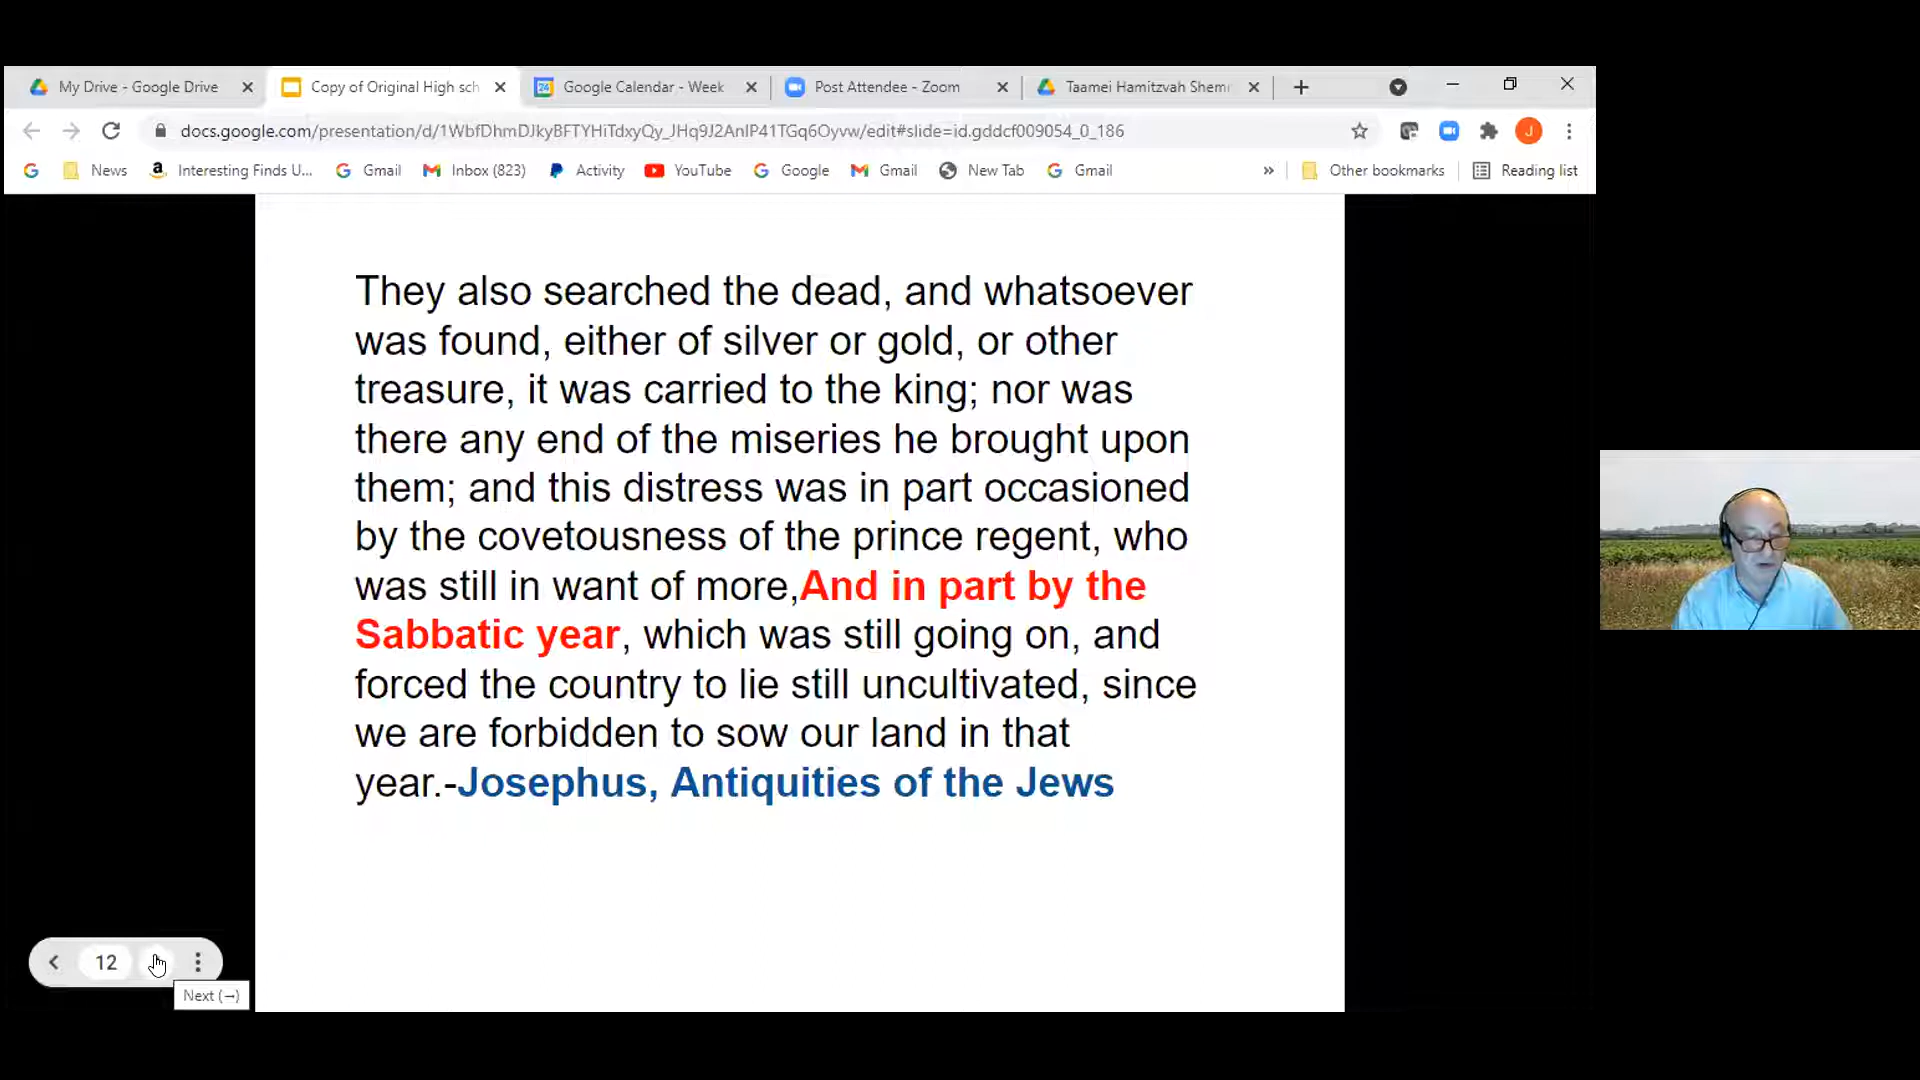 My Drive - Google Drive
Copy of Original High sch
24
Google Calendar - Week
Post Attendee - Zoom
Taamei Hamitzvah Shemi
docs.google.com/presentation/d/1WbfDhmDJkyBFTYHiTdxyQy_JHq9J2AnlP41TGq6Oyvw/edit#slide=id.gddcf009054_0_186
J
News
Interesting Finds U...
Gmail
Inbox (823)
Activity
YouTube
Google
Gmail
New Tab
Gmail
»
Other bookmarks
Reading list
They also searched the dead, and whatsoever
was found, either of silver or gold, or other
treasure, it was carried to the king; nor was
there any end of the miseries he brought upon
them; and this distress was in part occasioned
by the covetousness of the prince regent, who
was still in want of more,And in part by the
Sabbatic year, which was still going on, and
forced the country to lie still uncultivated, since
we are forbidden to sow our land in that
year.-Josephus, Antiquities of the Jews
12
Next (→)